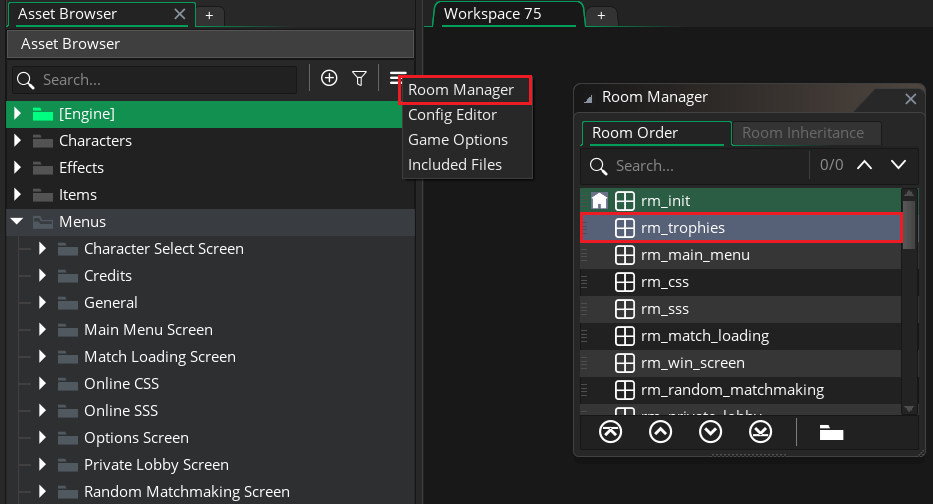 Asset Browser
Asset Browser
Search...
[Engine]
Characters
Effects
Items
Menus
Character Select Screen
Credits
General
Main Menu Screen
Match Loading Screen
Online CSS
Online SSS
Options Screen
Private Lobby Screen
Random Matchmaking Screen
Room Manager
Config Editor
Game Options
Included Files
Workspace 75
Room Manager
Room Order
Room Inheritance
Search...
0/0
rm_init
rm_trophies
rm_main_menu
rm_css
rm_sss
rm_match_loading
rm_win_screen
rm_random_matchmaking
rm_private_lobby